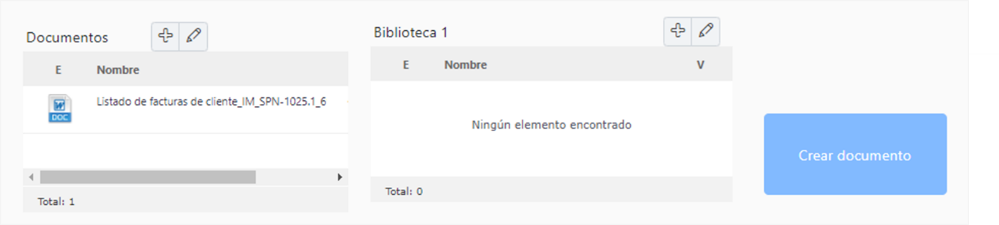 Documentos
E Nombre
DOC
Listado de facturas de cliente_IM_SPN-1025.1_6
Total: 1
Biblioteca 1
E Nombre V
Ningún elemento encontrado
Total: 0
Crear documento